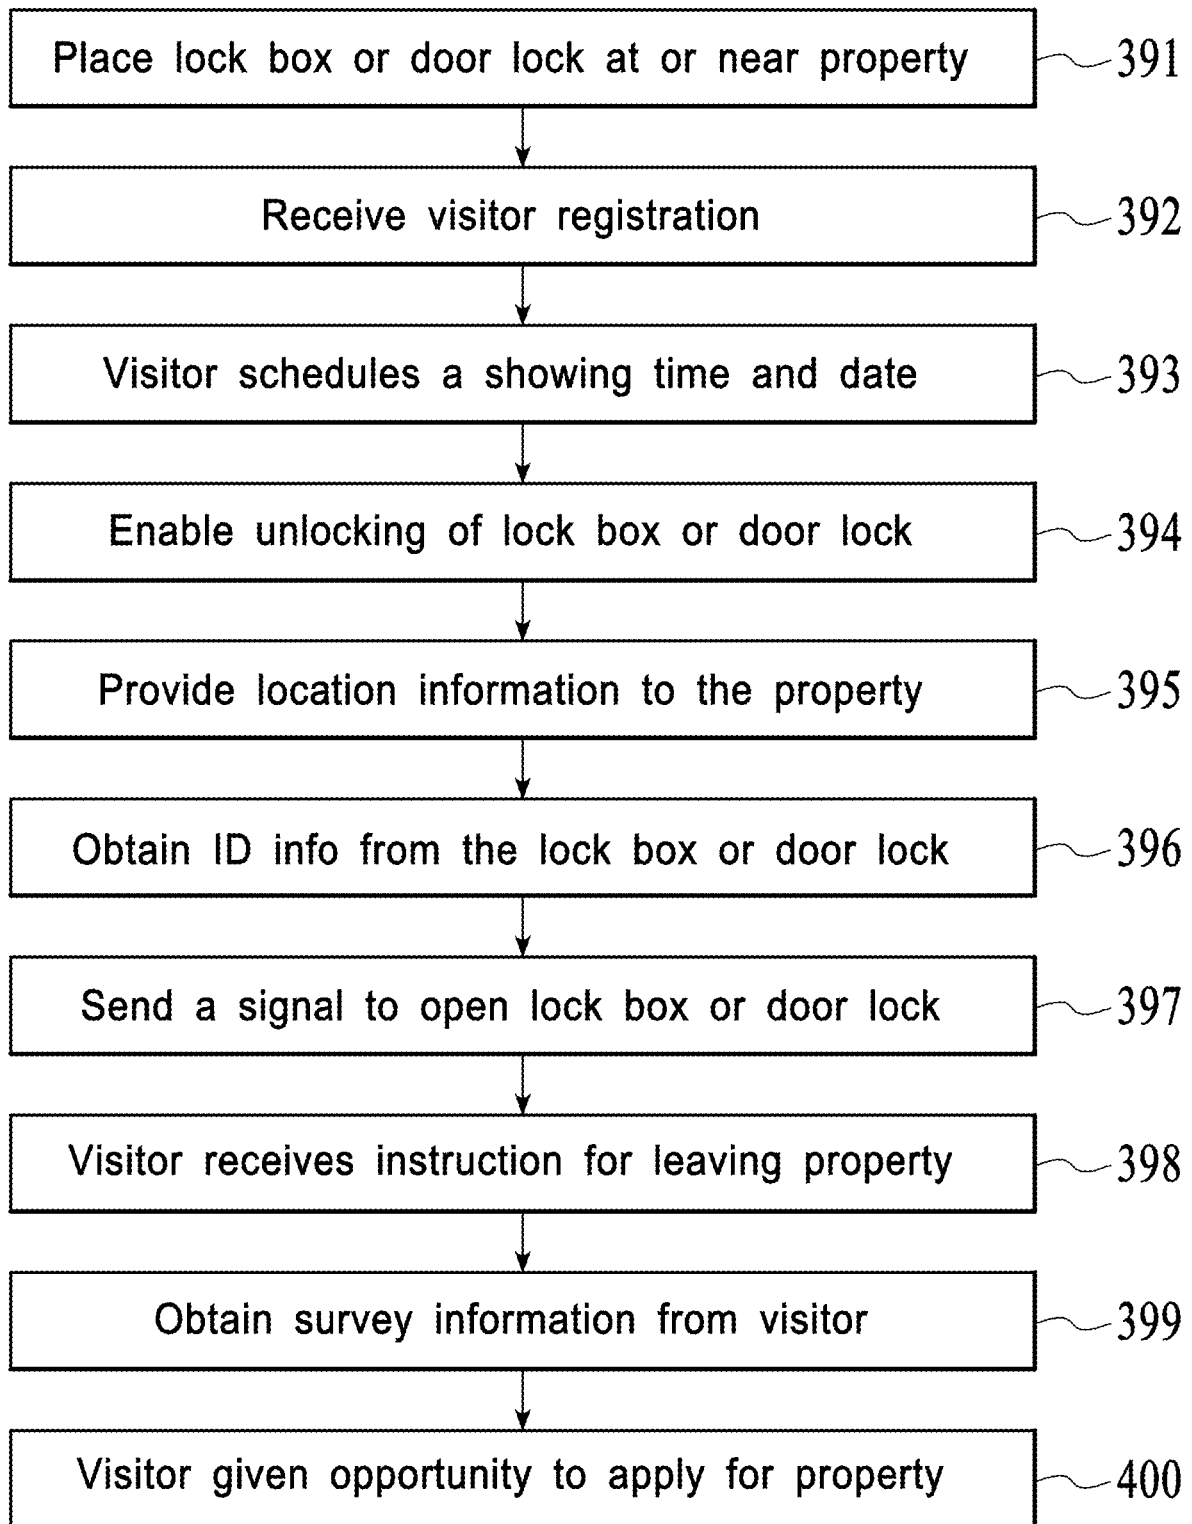 Place lock box or door lock at or near property 391
Receive visitor registration 392
Visitor schedules a showing time and date 393
Enable unlocking of lock box or door lock 394
Provide location information to the property 395
Obtain ID info from the lock box or door lock 396
Send a signal to open lock box or door lock 397
Visitor receives instruction for leaving property 398
Obtain survey information from visitor 399
Visitor given opportunity to apply for property 400